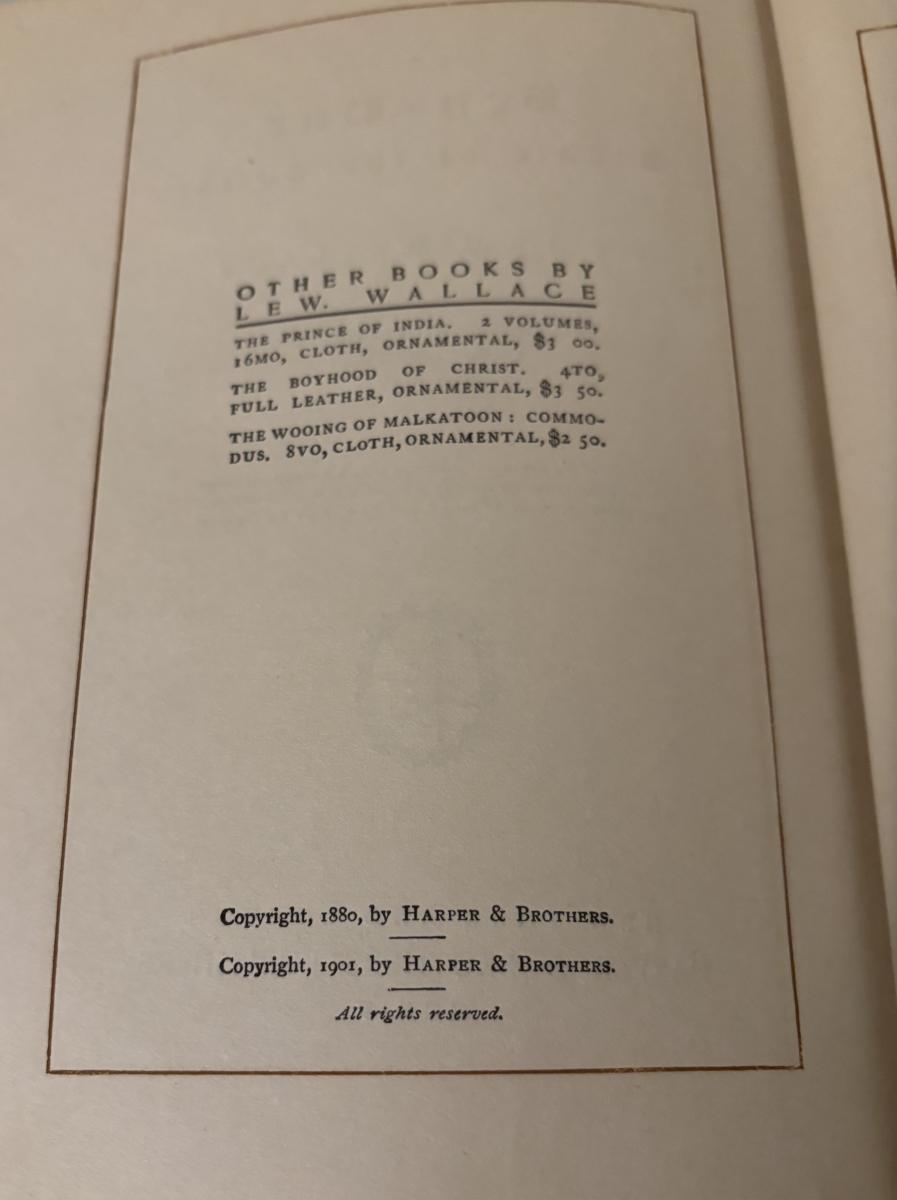 OTHER BOOKS BY
LEW. WALLACE
THE PRINCE OF INDIA. 2 VOLUMES,
16MO, CLOTH, ORNAMENTAL, $3 00.
THE BOYHOOD OF CHRIST. 4TO,
FULL LEATHER, ORNAMENTAL, $3 50.
THE WOOING OF MALKATOON: COMMO-
DUS. 8VO, CLOTH, ORNAMENTAL, $2 50.
Copyright, 1880, by HARPER & BROTHERS.
Copyright, 1901, by HARPER & BROTHERS.
All rights reserved.